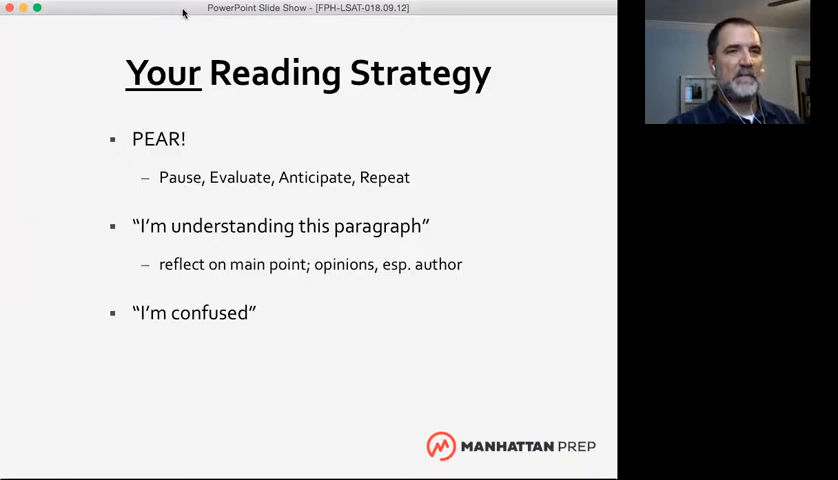 PowerPoint Slide Show - [FPH-LSAT-018.09.12]
Your Reading Strategy
▪ PEAR!
– Pause, Evaluate, Anticipate, Repeat
▪ “I’m understanding this paragraph”
– reflect on main point; opinions, esp. author
▪ “I’m confused”
MANHATTAN PREP